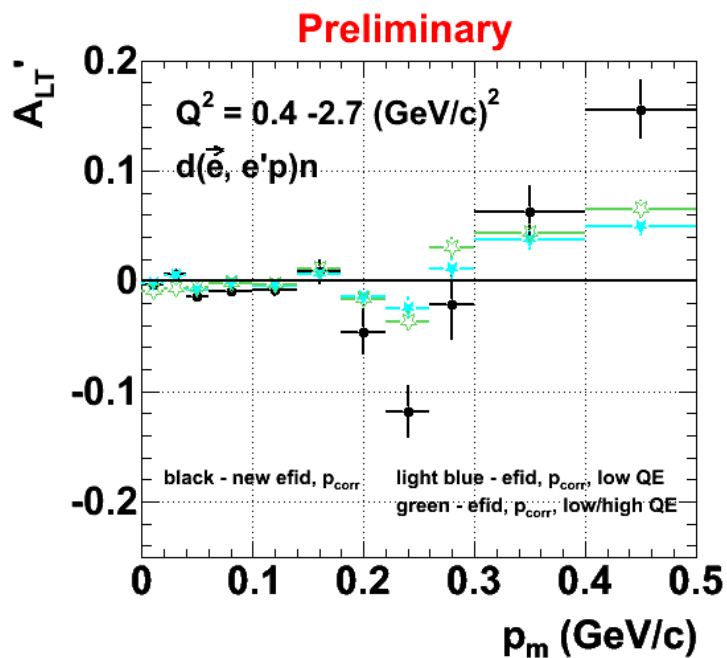 Preliminary
A_LT'
0.2
Q² = 0.4 -2.7 (GeV/c)²
d(e⃗, e'p)n
0.1
0
-0.1
black - new efid, p_corr
light blue - efid, p_corr, low QE
green - efid, p_corr, low/high QE
-0.2
0 0.1 0.2 0.3 0.4 0.5
p_m (GeV/c)